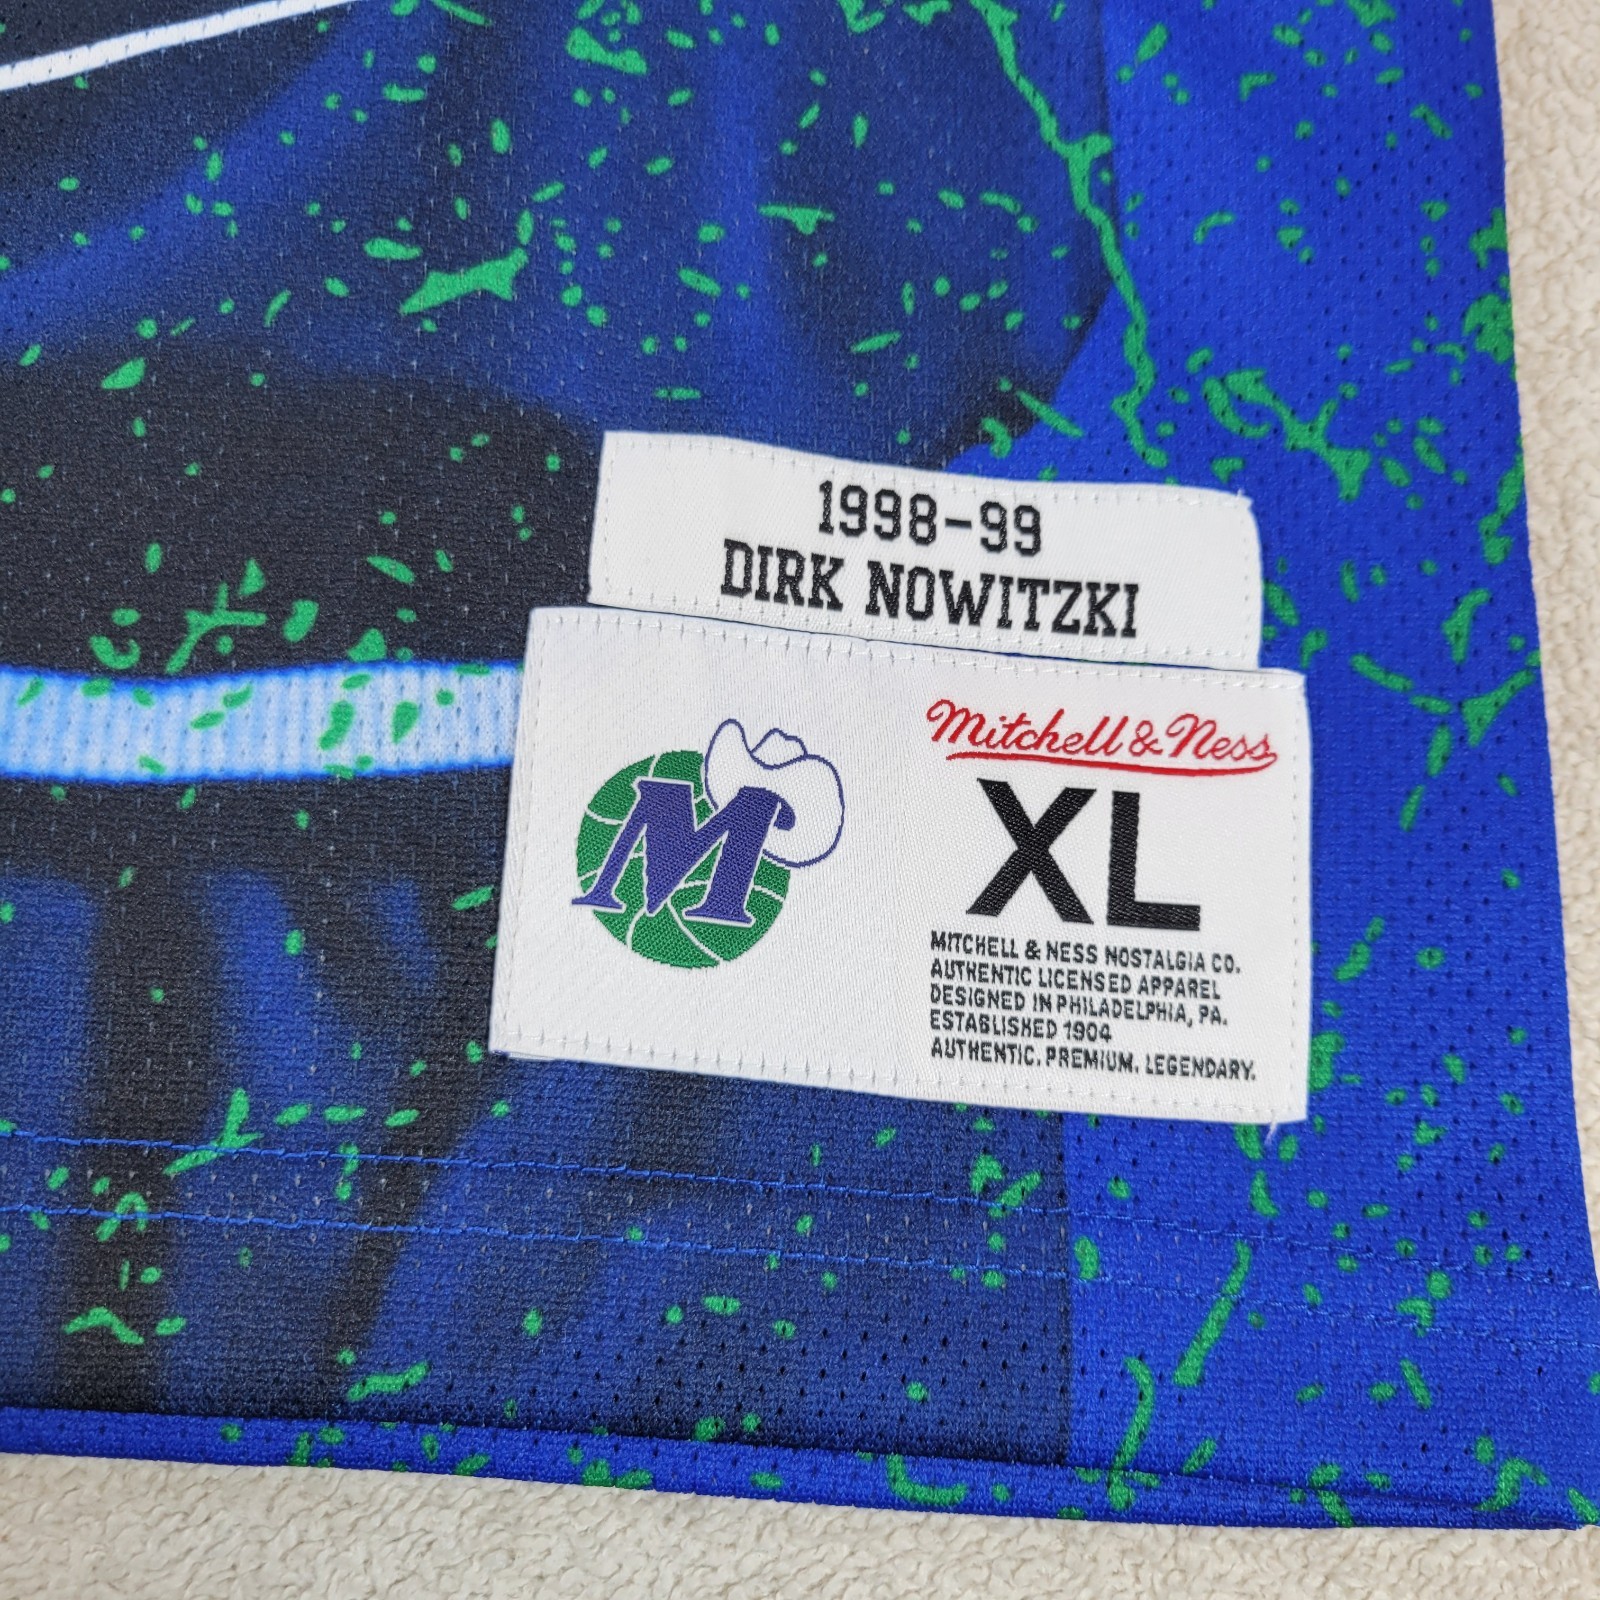 1998-99
DIRK NOWITZKI
M
Mitchell & Ness
XL
MITCHELL & NESS NOSTALGIA CO.
AUTHENTIC LICENSED APPAREL
DESIGNED IN PHILADELPHIA, PA.
ESTABLISHED 1904
AUTHENTIC. PREMIUM. LEGENDARY.